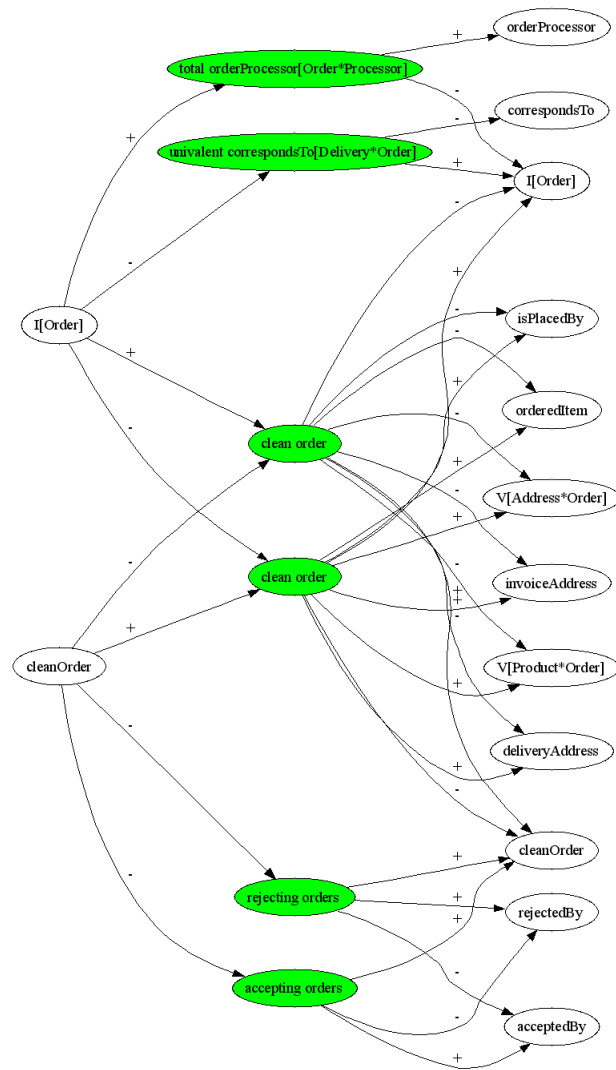 orderProcessor
+
total orderProcessor[Order*Processor]
-
correspondsTo
-
+
univalent correspondsTo[Delivery*Order]
+
I[Order]
-
+
-
isPlacedBy
-
-
I[Order]
+
+
orderedItem
-
-
clean order
+
V[Address*Order]
-
+
-
-
clean order
invoiceAddress
+
+
-
+
cleanOrder
V[Product*Order]
+
-
deliveryAddress
+
-
cleanOrder
+
-
rejecting orders
+
rejectedBy
+
-
accepting orders
-
acceptedBy
+